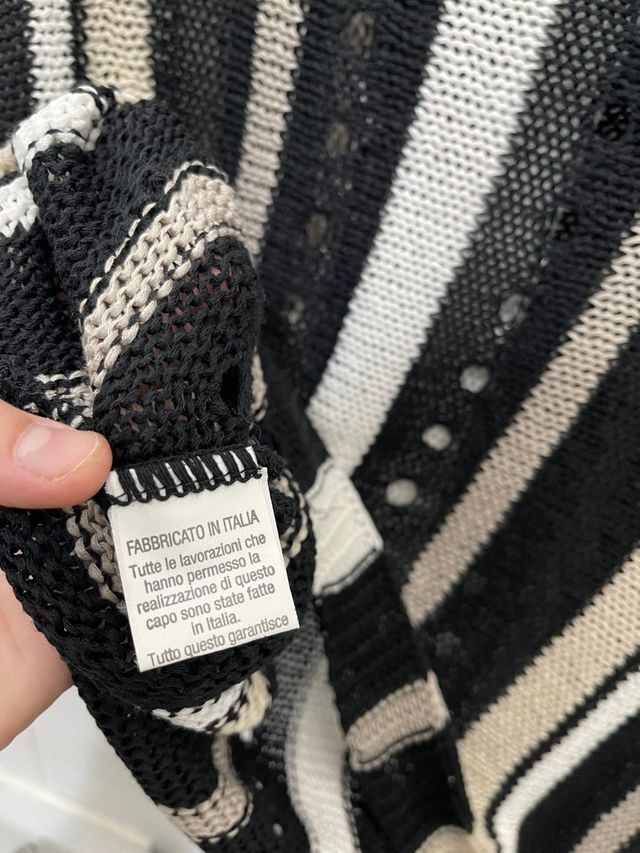 FABBRICATO IN ITALIA
Tutte le lavorazioni che
hanno permesso la
realizzazione di questo
capo sono state fatte
in Italia.
Tutto questo garantisce